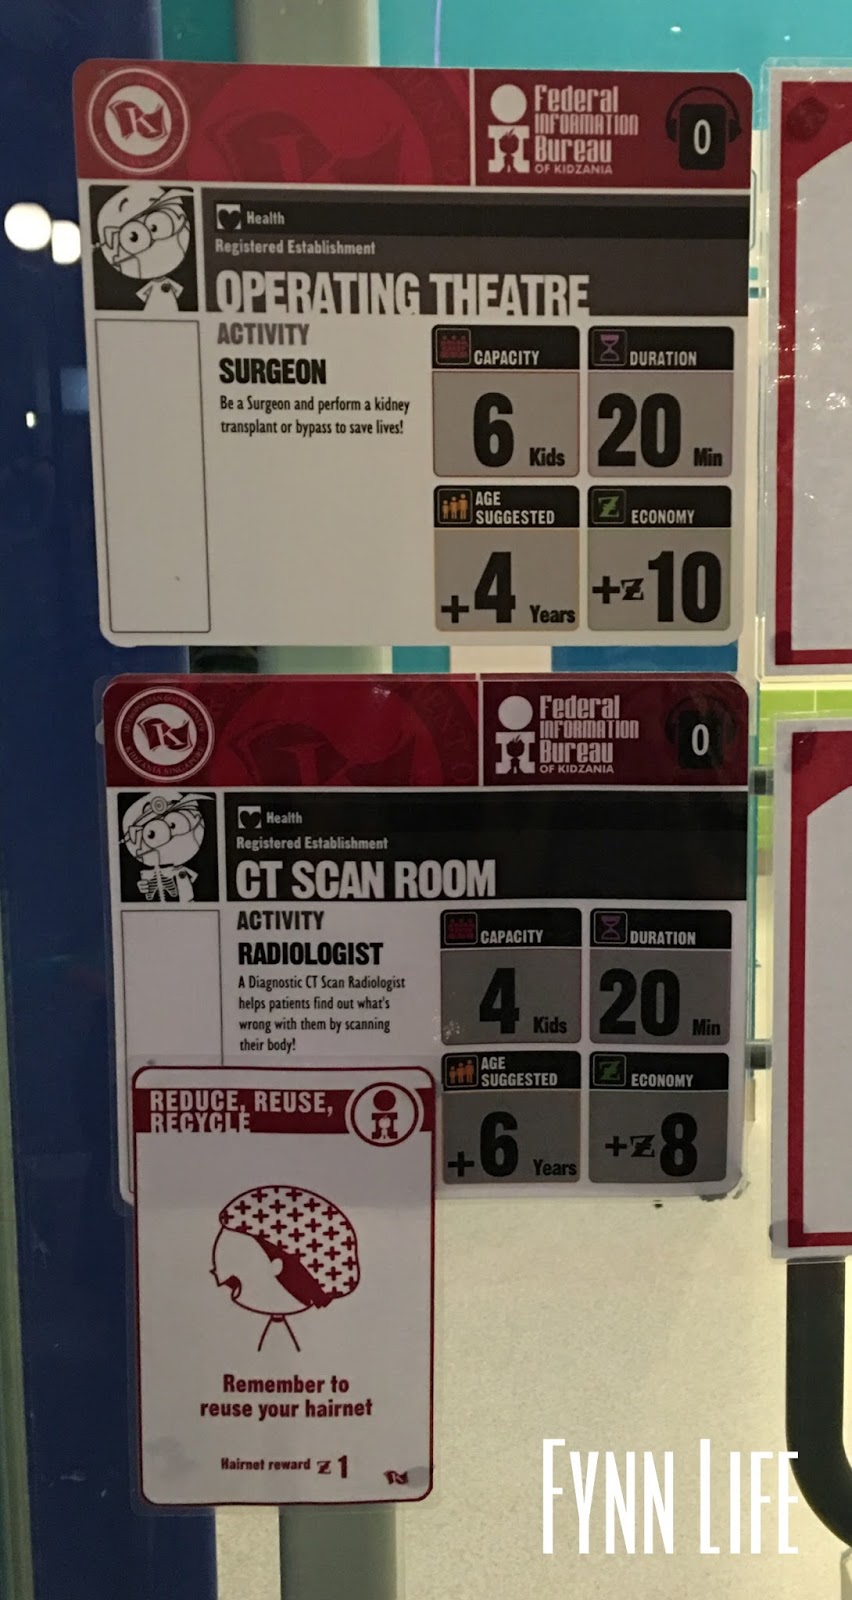 Federal
INFORMATION
Bureau
OF KIDZANIA
0
Health
Registered Establishment
OPERATING THEATRE
ACTIVITY
SURGEON
Be a Surgeon and perform a kidney
transplant or bypass to save lives!
CAPACITY
6 Kids
DURATION
20 Min
AGE
SUGGESTED
+4 Years
ECONOMY
+Z10
Federal
INFORMATION
Bureau
OF KIDZANIA
0
Health
Registered Establishment
CT SCAN ROOM
ACTIVITY
RADIOLOGIST
A Diagnostic CT Scan Radiologist
helps patients find out what's
wrong with them by scanning
their body!
CAPACITY
4 Kids
DURATION
20 Min
AGE
SUGGESTED
+6 Years
ECONOMY
+Z8
REDUCE, REUSE,
RECYCLE
Remember to
reuse your hairnet
Hairnet reward Z 1
FYNN LIFE